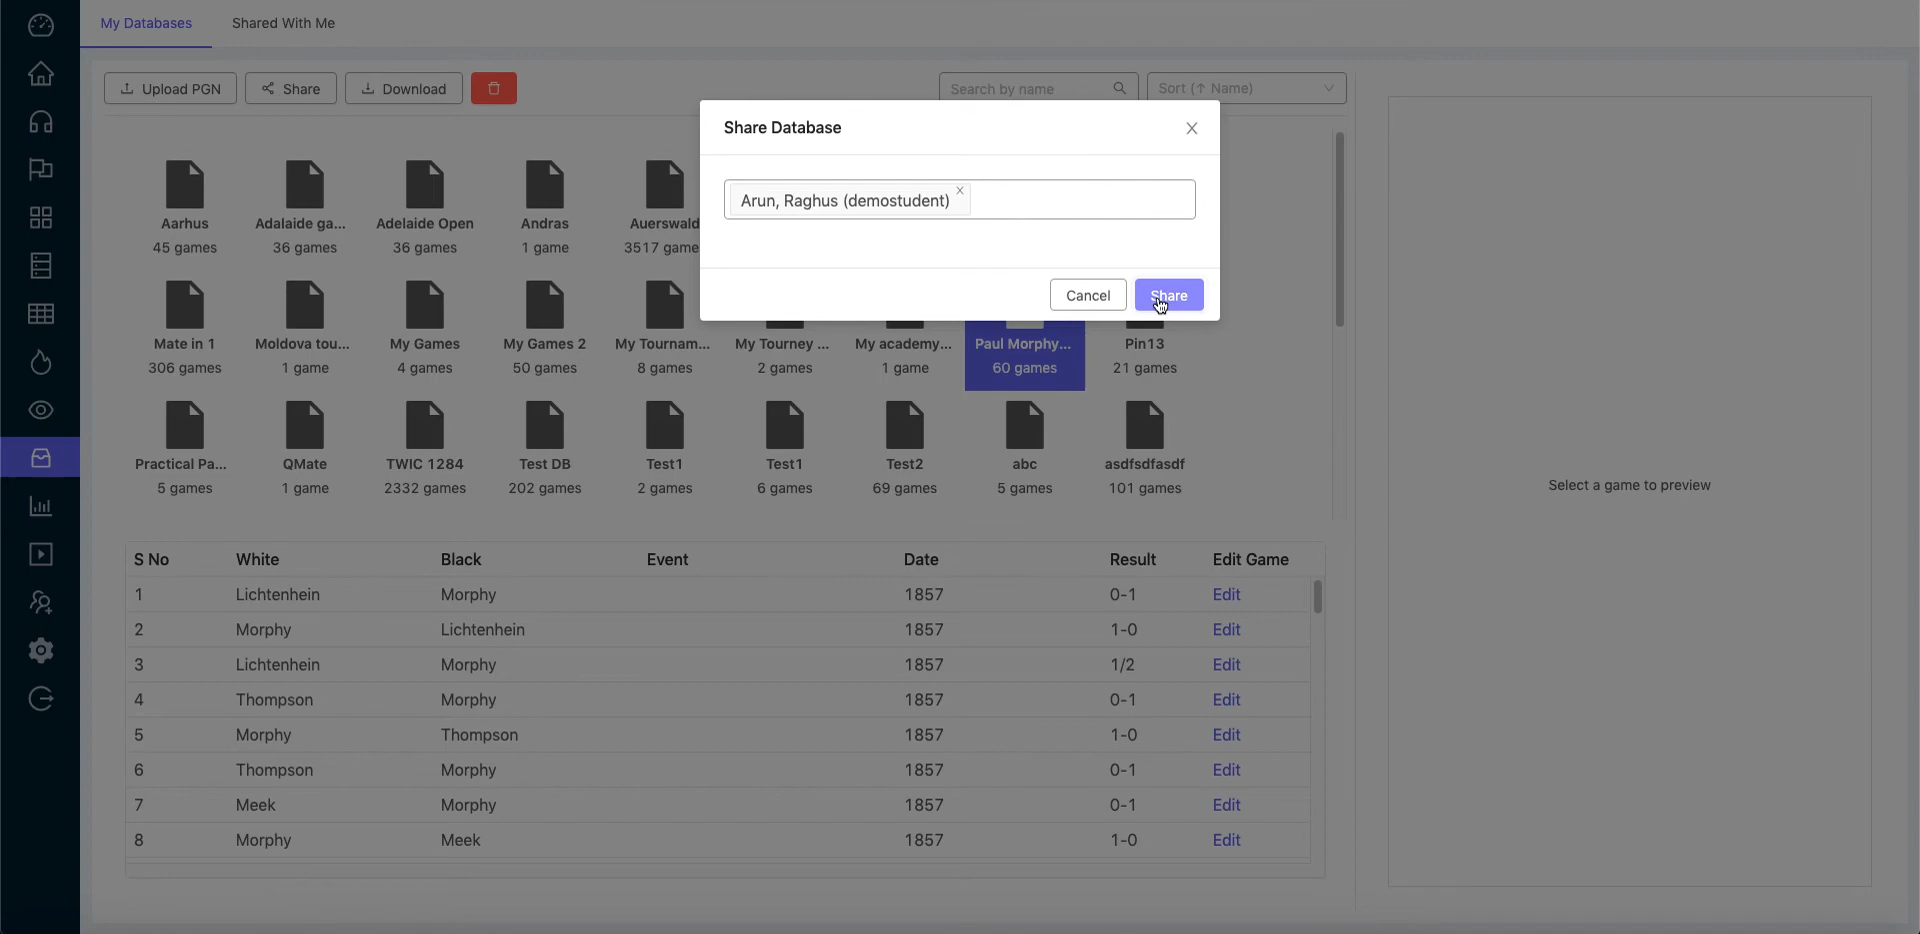 My Databases Shared With Me
Upload PGN Share Download Search by name Sort (↑ Name)
Share Database
Arun, Raghus (demostudent)
Cancel Share
Aarhus Adalaide ga... Adelaide Open Andras Auerswald
45 games 36 games 36 games 1 game 3517 game
Mate in 1 Moldova tou... My Games My Games 2 My Tournam... My Tourney ... My academy... Paul Morphy... Pin13
306 games 1 game 4 games 50 games 8 games 2 games 1 game 60 games 21 games
Practical Pa... QMate TWIC 1284 Test DB Test1 Test1 Test2 abc asdfsdfasdf
5 games 1 game 2332 games 202 games 2 games 6 games 69 games 5 games 101 games
Select a game to preview
S No White Black Event Date Result Edit Game
1 Lichtenhein Morphy 1857 0-1 Edit
2 Morphy Lichtenhein 1857 1-0 Edit
3 Lichtenhein Morphy 1857 1/2 Edit
4 Thompson Morphy 1857 0-1 Edit
5 Morphy Thompson 1857 1-0 Edit
6 Thompson Morphy 1857 0-1 Edit
7 Meek Morphy 1857 0-1 Edit
8 Morphy Meek 1857 1-0 Edit